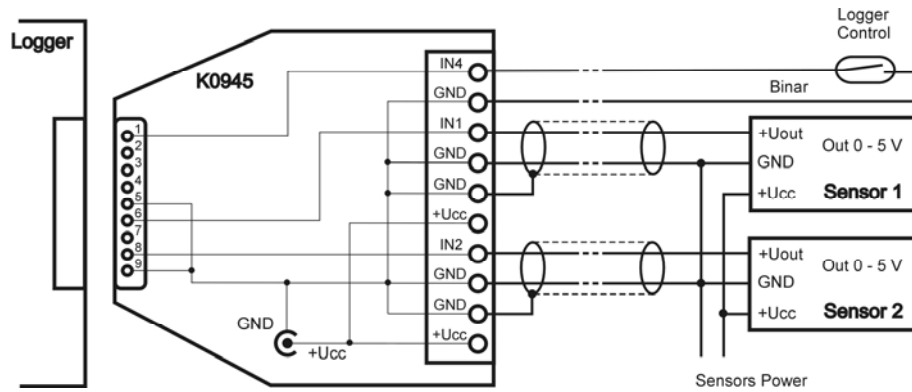 Logger
K0945
1
2
3
4
5
6
7
8
9
GND
+Ucc
IN4
GND
IN1
GND
GND
+Ucc
IN2
GND
GND
+Ucc
Logger
Control
Binar
+Uout
Out 0 - 5 V
GND
+Ucc
Sensor 1
+Uout
Out 0 - 5 V
GND
+Ucc
Sensor 2
Sensors Power